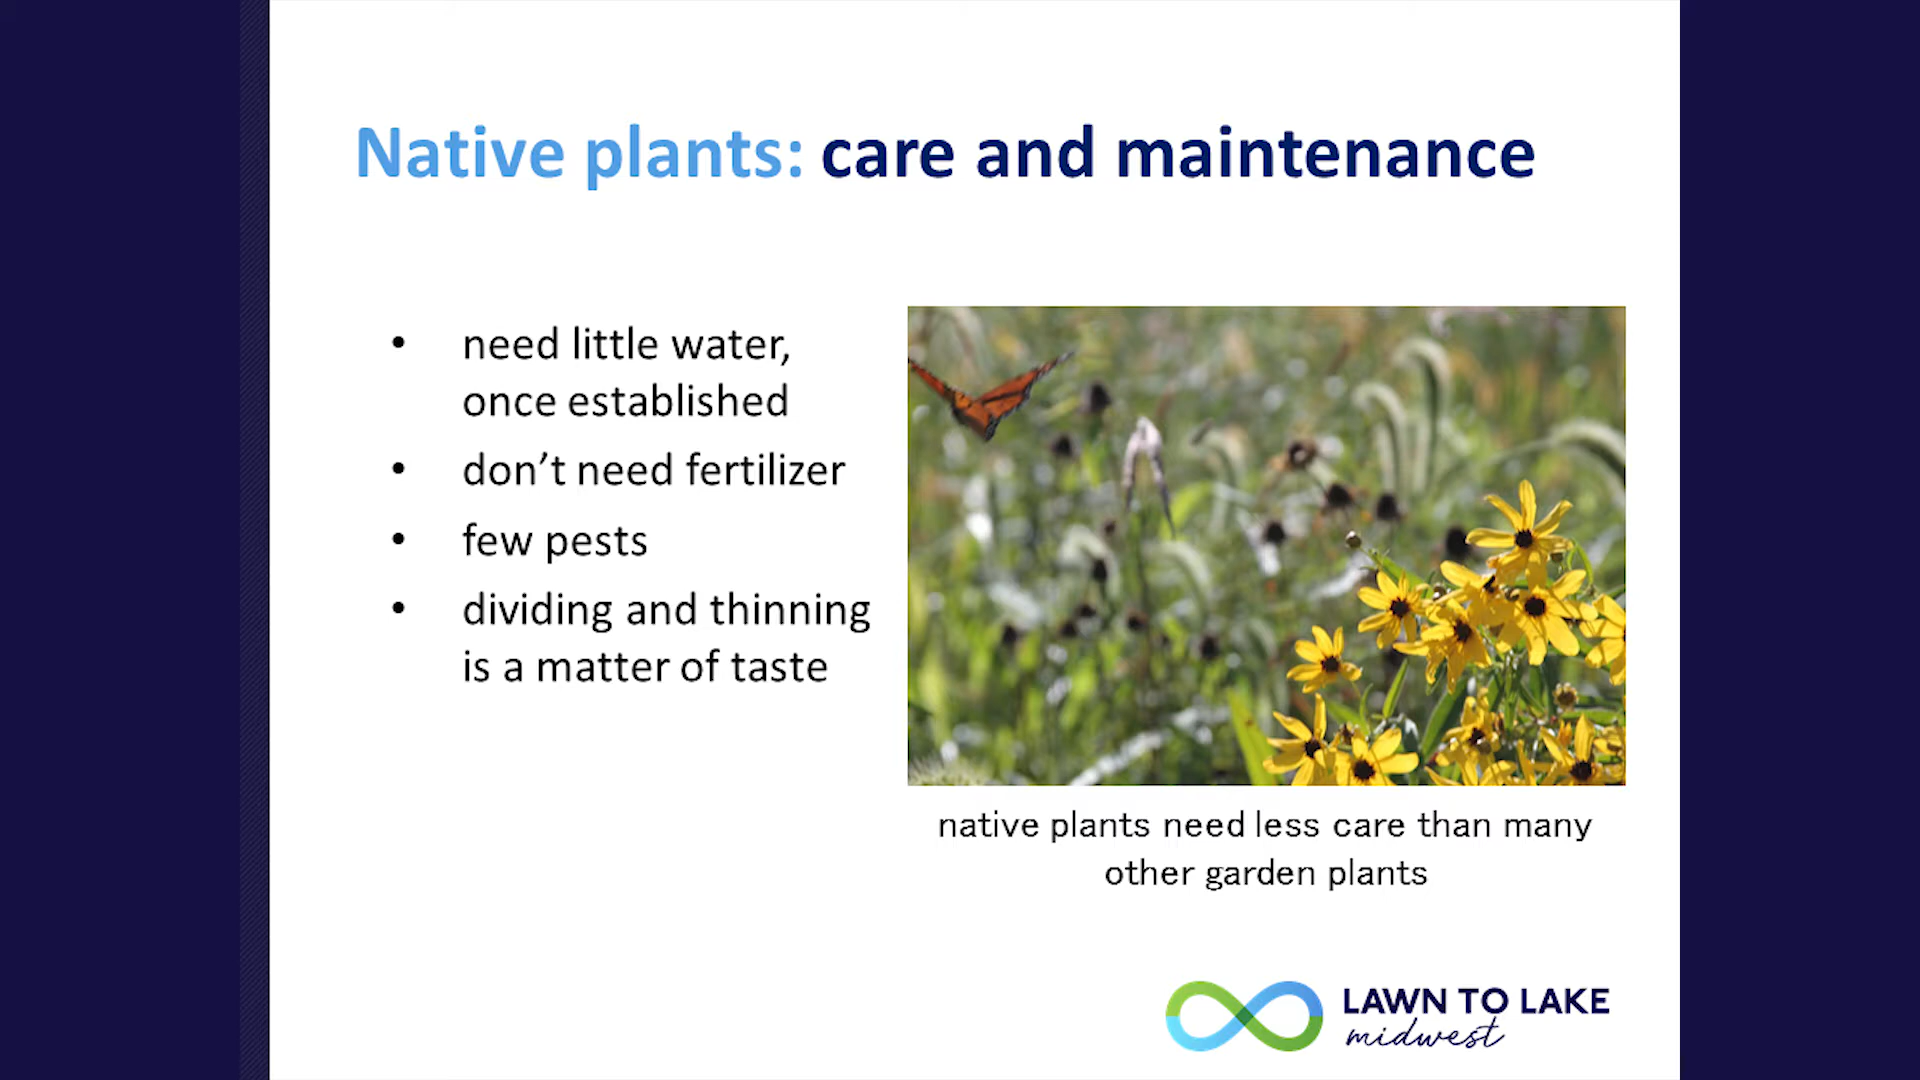 Native plants: care and maintenance
• need little water,
once established
• don’t need fertilizer
• few pests
• dividing and thinning
is a matter of taste
native plants need less care than many
other garden plants
LAWN TO LAKE
midwest